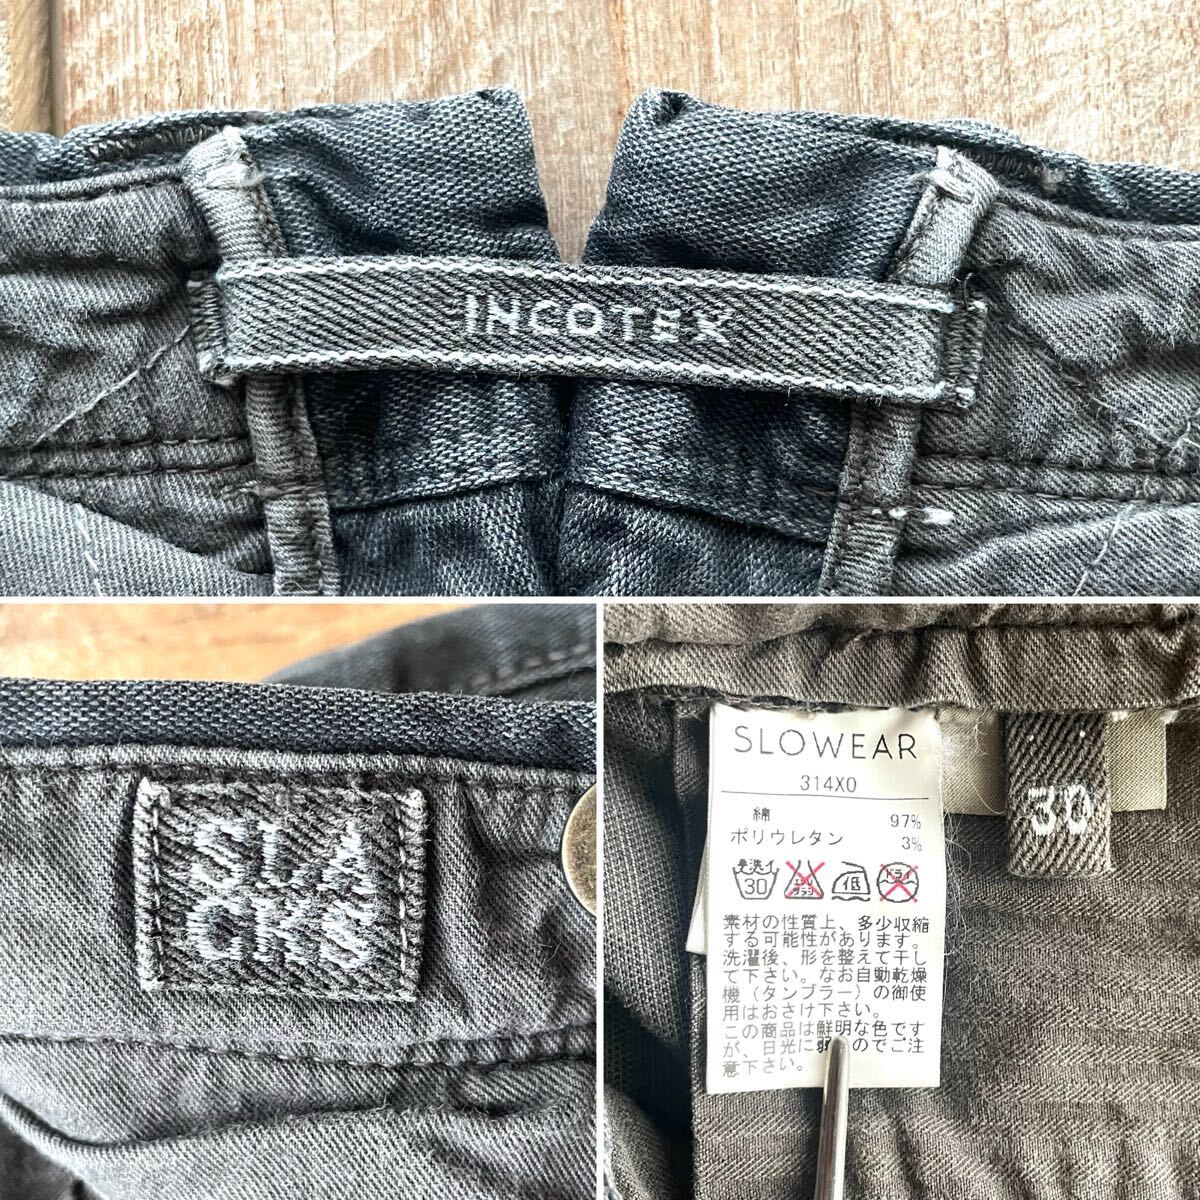 INCOTEX
SLA
CKS
SLOWEAR
314X0
綿 97%
ポリウレタン 3%
30
低
ドライ
素材の性質上、多少収縮
する可能性があります。
洗濯後、形を整えて干し
て下さい。なお自動乾燥
機（タンブラー）の御使
用はおさけ下さい。
この商品は鮮明な色です
が、日光に弱いのでご注
意下さい。
30